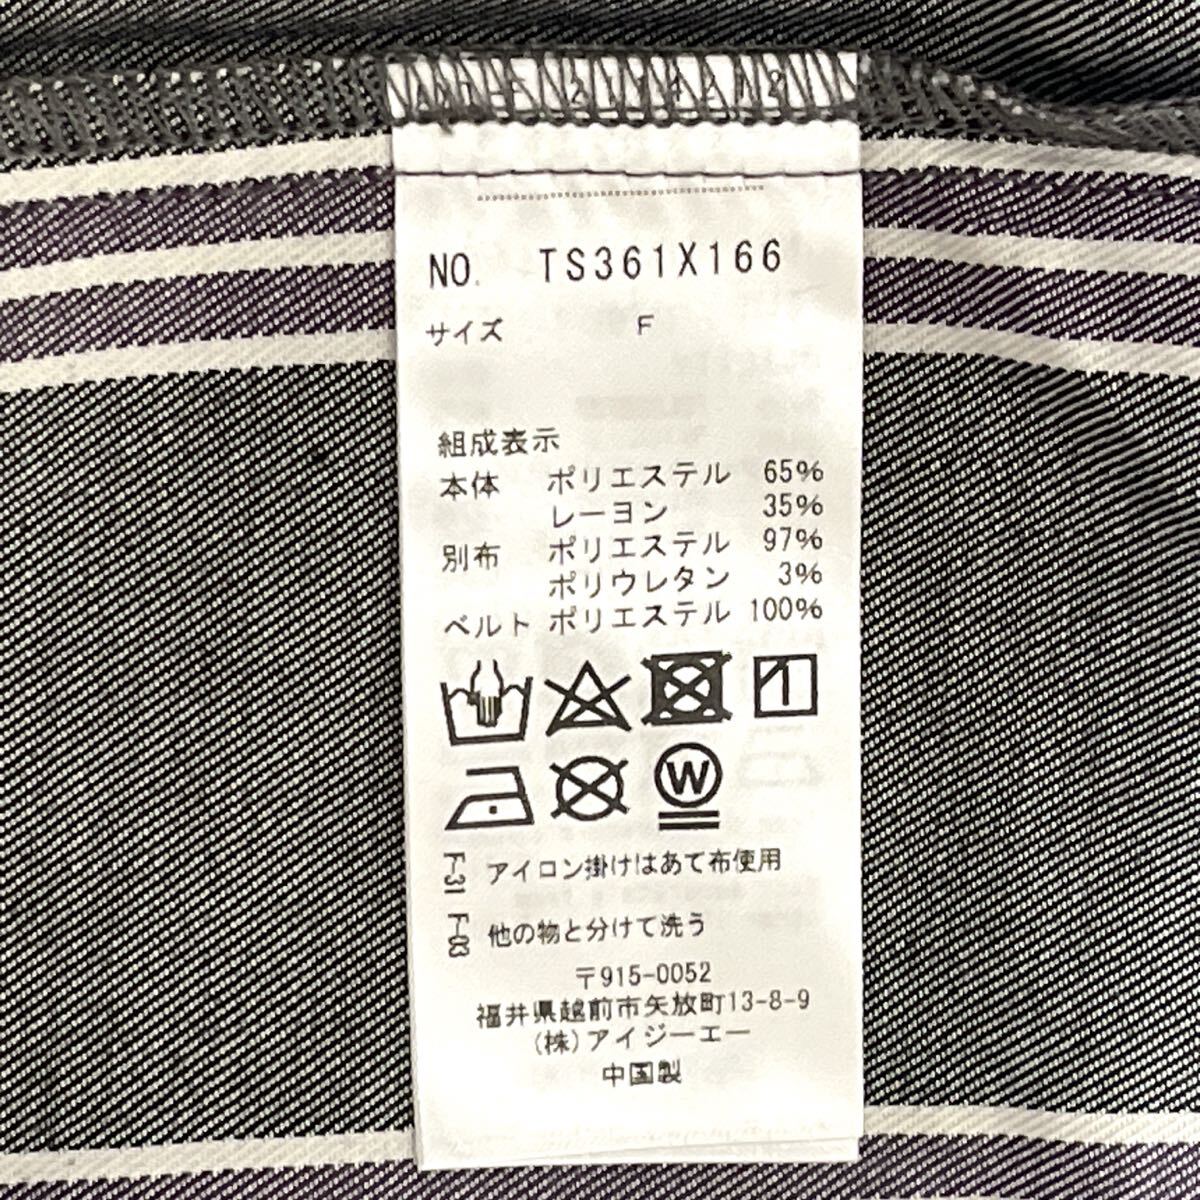 NO. TS361X166
サイズ F
組成表示
本体 ポリエステル 65%
レーヨン 35%
別布 ポリエステル 97%
ポリウレタン 3%
ベルト ポリエステル 100%
W
F-31 アイロン掛けはあて布使用
F-03 他の物と分けて洗う
〒915-0052
福井県越前市矢放町13-8-9
(株)アイジーエー
中国製